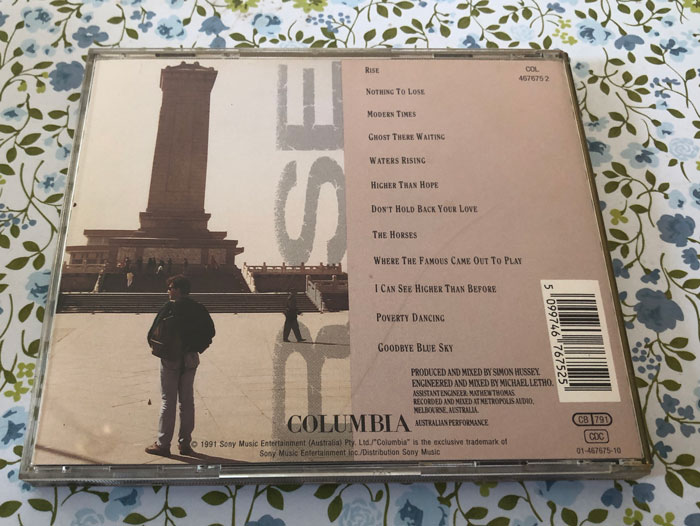 RISE
COL
467675 2
NOTHING TO LOSE
MODERN TIMES
GHOST THERE WAITING
WATERS RISING
HIGHER THAN HOPE
DON'T HOLD BACK YOUR LOVE
THE HORSES
WHERE THE FAMOUS CAME OUT TO PLAY
I CAN SEE HIGHER THAN BEFORE
POVERTY DANCING
GOODBYE BLUE SKY
RISE
5 099746 767525
PRODUCED AND MIXED BY SIMON HUSSEY.
ENGINEERED AND MIXED BY MICHAEL LETHO.
ASSISTANT ENGINEER: MATHEW THOMAS.
RECORDED AND MIXED AT METROPOLIS AUDIO,
MELBOURNE, AUSTRALIA.
COLUMBIA AUSTRALIAN PERFORMANCE.
CB 791
CDC
© 1991 Sony Music Entertainment (Australia) Pty. Ltd./"Columbia" is the exclusive trademark of
Sony Music Entertainment Inc./Distribution Sony Music
01-467675-10